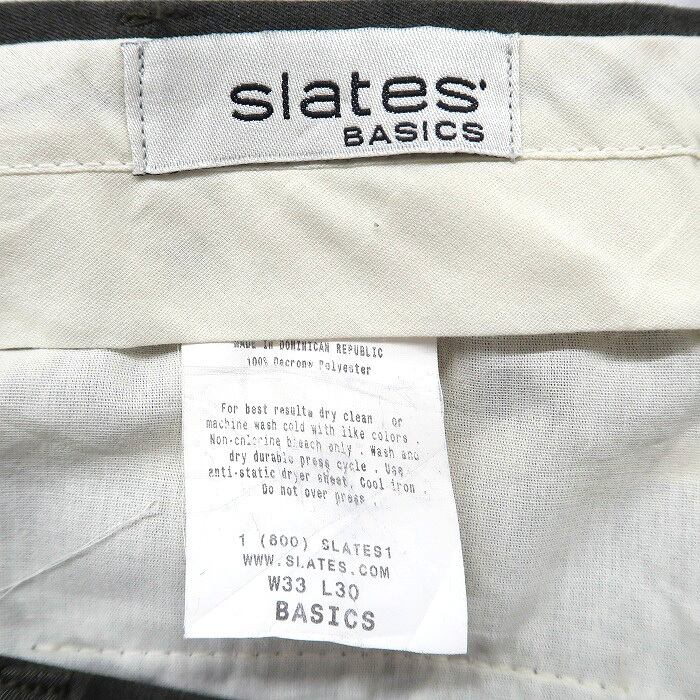 slates
BASICS
MADE IN DOMINICAN REPUBLIC
100% Dacron® Polyester
For best results dry clean or
machine wash cold with like colors .
Non-chlorine bleach only . Wash and
dry durable press cycle . Use
anti-static dryer sheet. Cool iron .
Do not over press .
1 (800) SLATES1
WWW.SLATES.COM
W33 L30
BASICS